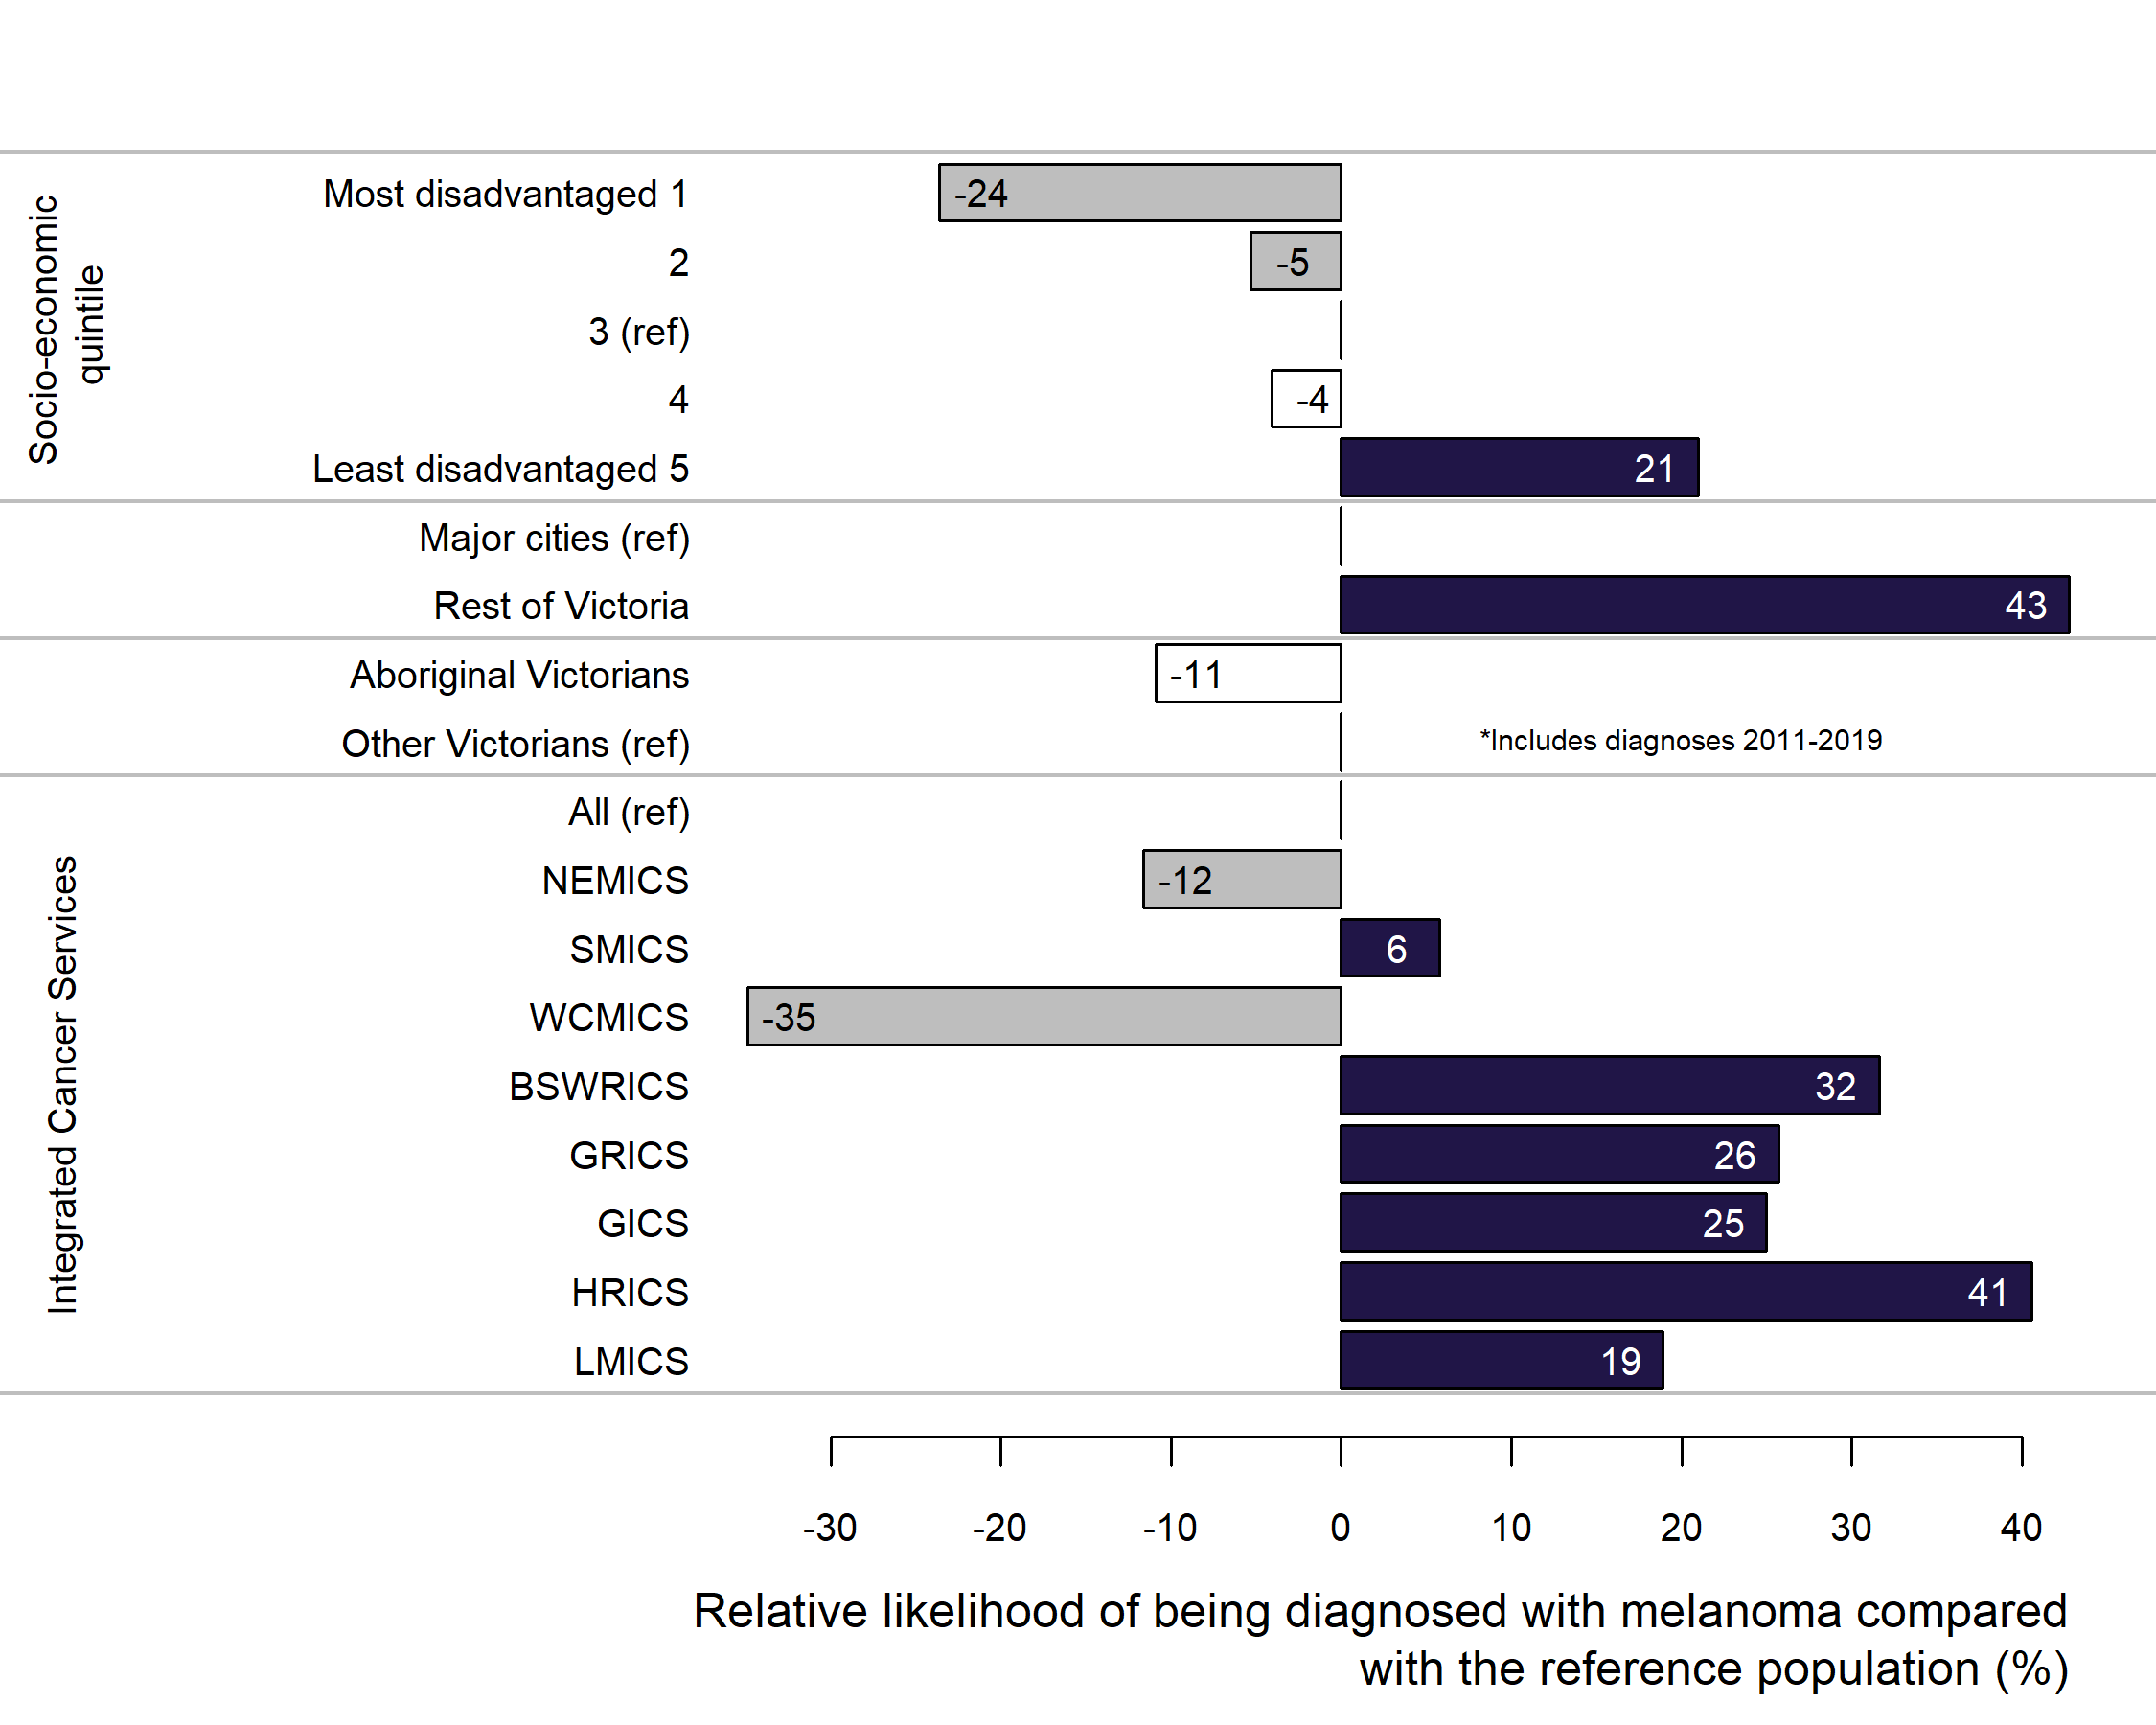 Socio-economic
quintile
Most disadvantaged 1
-24
2
-5
3 (ref)
4
-4
Least disadvantaged 5
21
Major cities (ref)
Rest of Victoria
43
Aboriginal Victorians
-11
Other Victorians (ref)
*Includes diagnoses 2011-2019
Integrated Cancer Services
All (ref)
NEMICS
-12
SMICS
6
WCMICS
-35
BSWRICS
32
GRICS
26
GICS
25
HRICS
41
LMICS
19
-30 -20 -10 0 10 20 30 40
Relative likelihood of being diagnosed with melanoma compared
with the reference population (%)